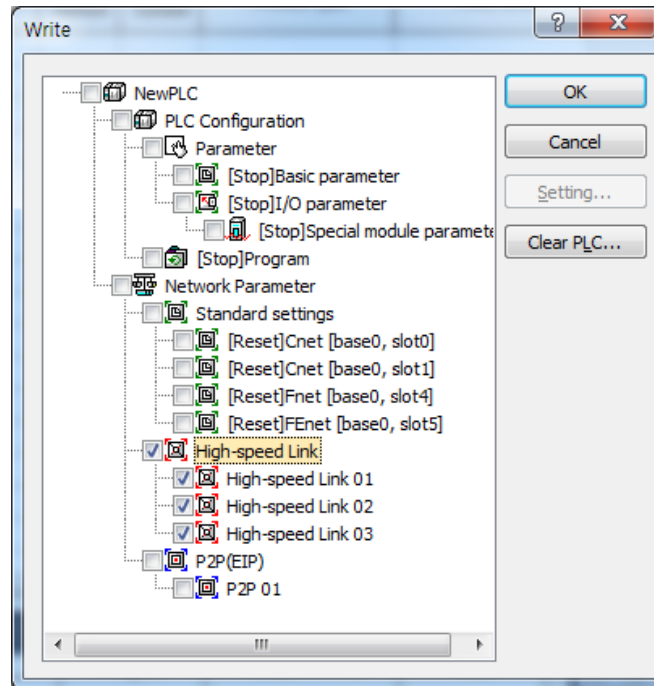 Write
NewPLC
OK
PLC Configuration
Parameter
Cancel
[Stop]Basic parameter
[Stop]I/O parameter
Setting...
[Stop]Special module paramete
Clear PLC...
[Stop]Program
Network Parameter
Standard settings
[Reset]Cnet [base0, slot0]
[Reset]Cnet [base0, slot1]
[Reset]Fnet [base0, slot4]
[Reset]FEnet [base0, slot5]
High-speed Link
High-speed Link 01
High-speed Link 02
High-speed Link 03
P2P(EIP)
P2P 01